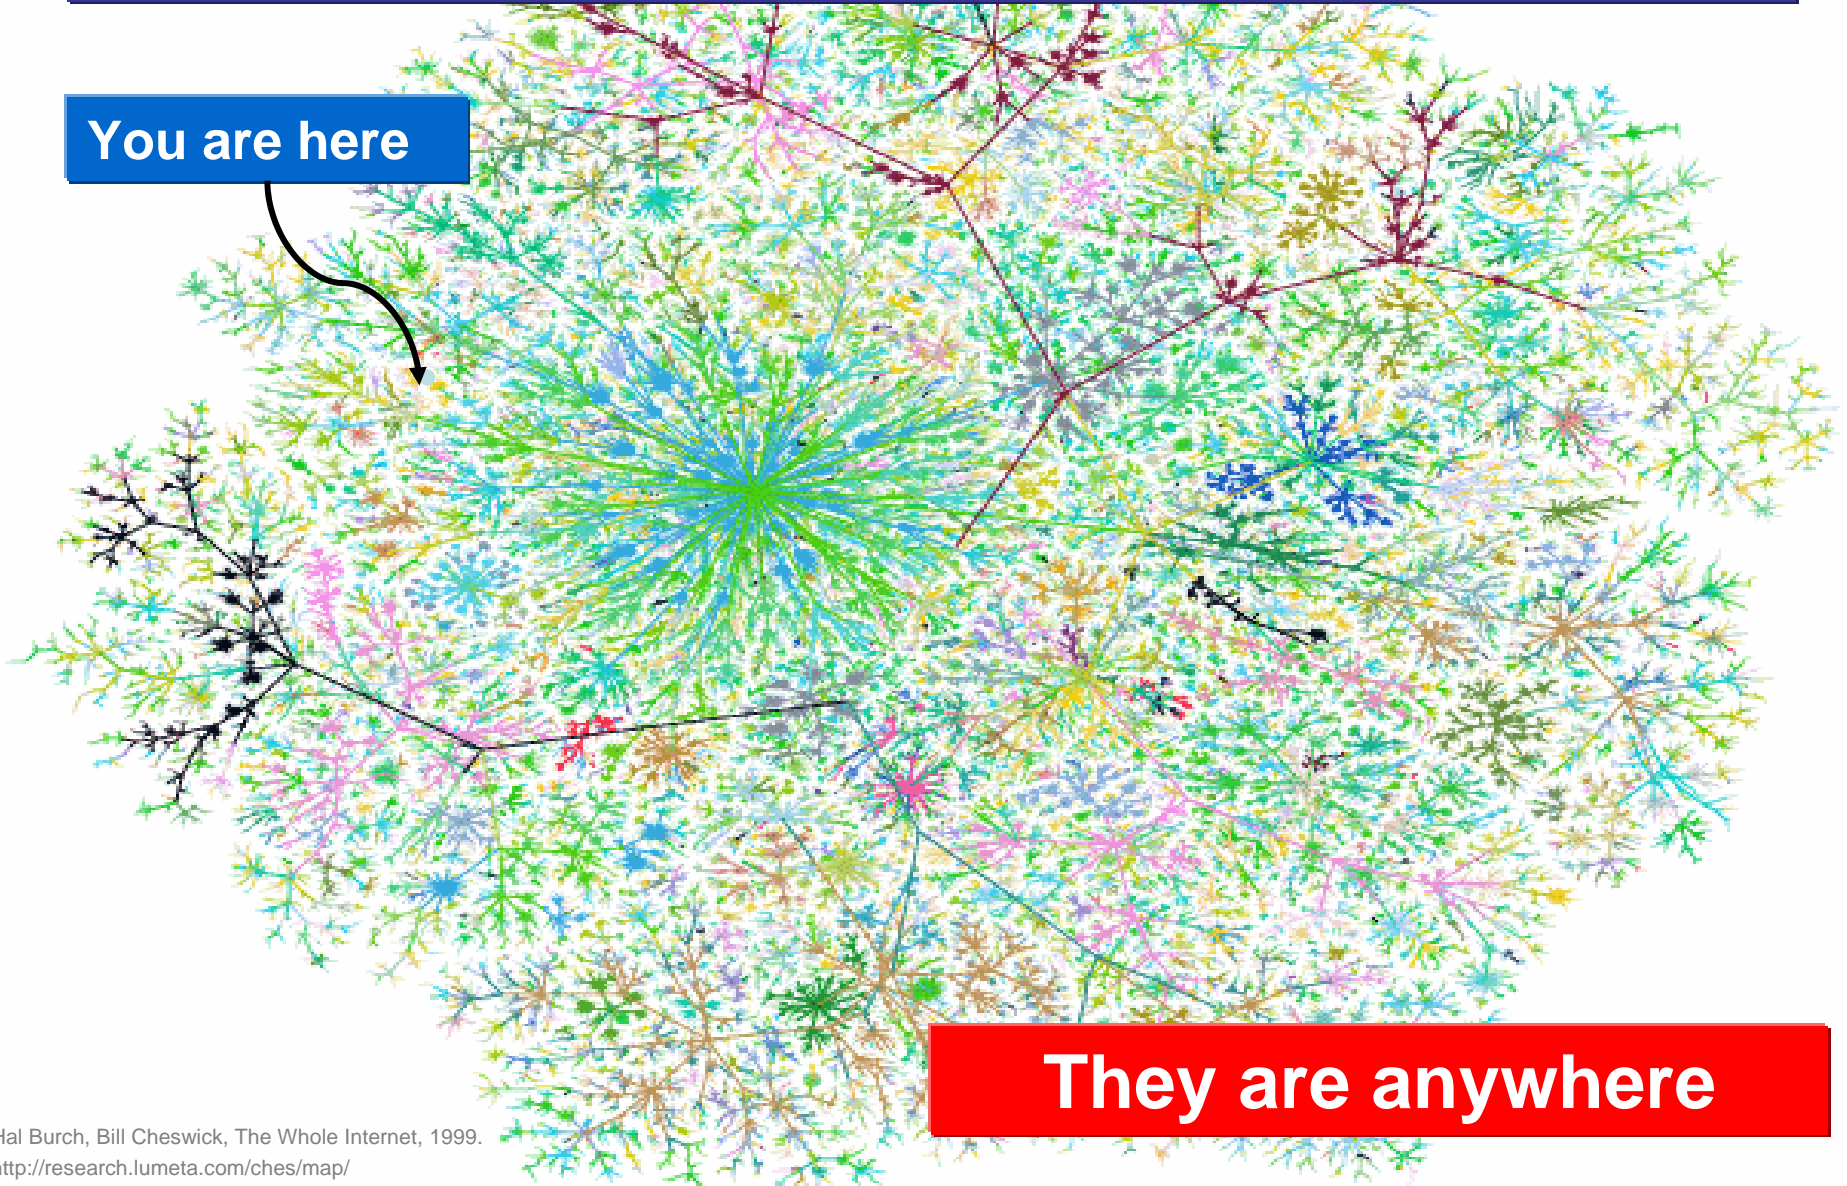 You are here
They are anywhere
Hal Burch, Bill Cheswick, The Whole Internet, 1999.
http://research.lumeta.com/ches/map/